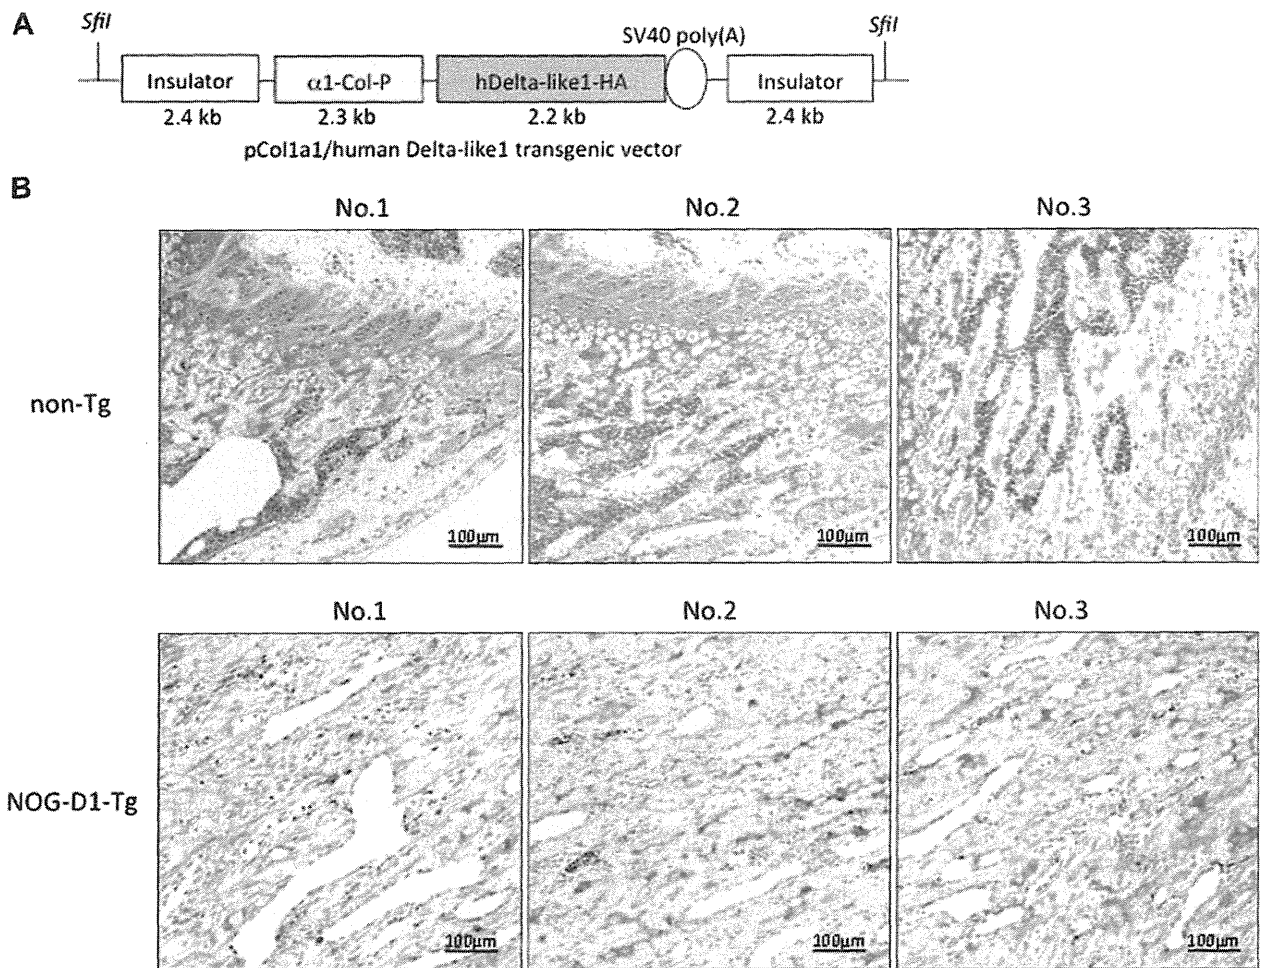 A
SfiI
SfiI
SV40 poly(A)
Insulator
α1-Col-P
hDelta-like1-HA
Insulator
2.4 kb
2.3 kb
2.2 kb
2.4 kb
pCol1a1/human Delta-like1 transgenic vector
B
No.1
No.2
No.3
non-Tg
100μm
100μm
100μm
No.1
No.2
No.3
NOG-D1-Tg
100μm
100μm
100μm